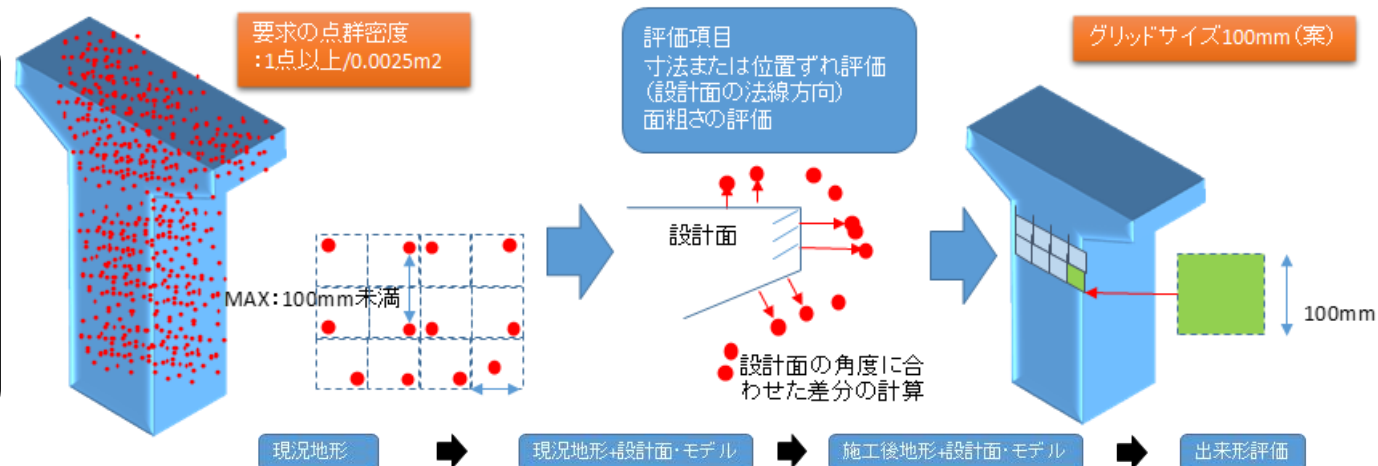 要求の点群密度
:1点以上/0.0025m2
評価項目
寸法または位置ずれ評価
(設計面の法線方向)
面粗さの評価
グリッドサイズ100mm(案)
設計面
MAX:100mm未満
100mm
設計面の角度に合
わせた差分の計算
現況地形
現況地形+設計面・モデル
施工後地形+設計面・モデル
出来形評価